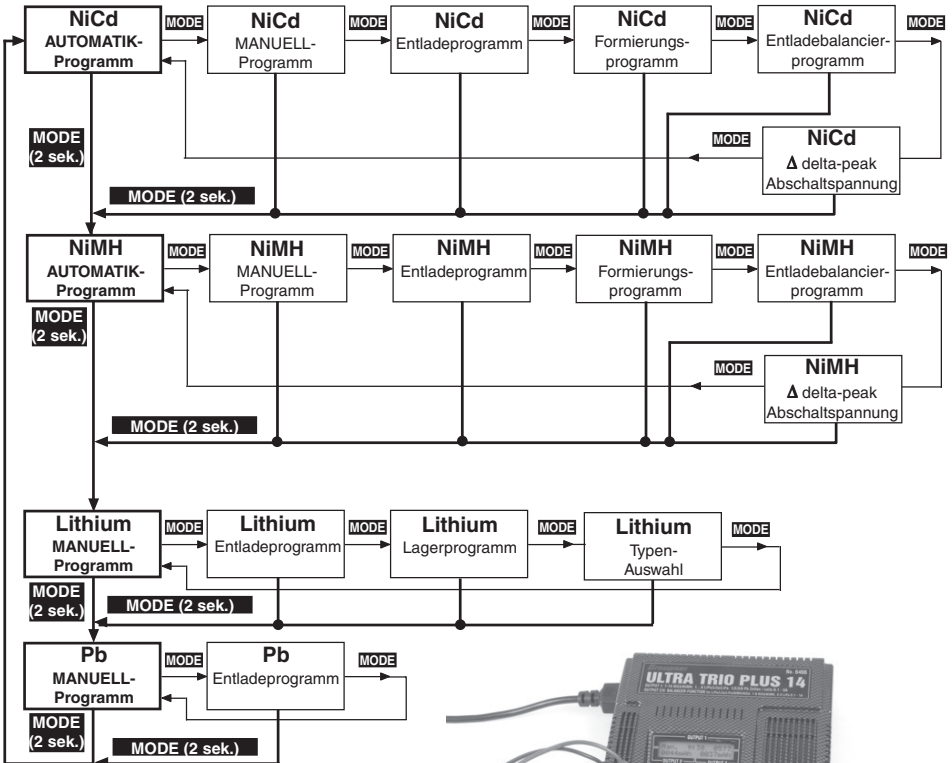 NiCd
AUTOMATIK-
Programm
MODE
NiCd
MANUELL-
Programm
MODE
NiCd
Entladeprogramm
MODE
NiCd
Formierungs-
programm
MODE
NiCd
Entladebalancier-
programm
MODE
MODE
(2 sek.)
MODE
NiCd
Δ delta-peak
Abschaltspannung
MODE (2 sek.)
NiMH
AUTOMATIK-
Programm
MODE
NiMH
MANUELL-
Programm
MODE
NiMH
Entladeprogramm
MODE
NiMH
Formierungs-
programm
MODE
NiMH
Entladebalancier-
programm
MODE
MODE
(2 sek.)
MODE
NiMH
Δ delta-peak
Abschaltspannung
MODE (2 sek.)
Lithium
MANUELL-
Programm
MODE
Lithium
Entladeprogramm
MODE
Lithium
Lagerprogramm
MODE
Lithium
Typen-
Auswahl
MODE
MODE
(2 sek.)
MODE (2 sek.)
Pb
MANUELL-
Programm
MODE
Pb
Entladeprogramm
MODE
MODE
(2 sek.)
MODE (2 sek.)
ULTRA TRIO PLUS 14
OUTPUT 1